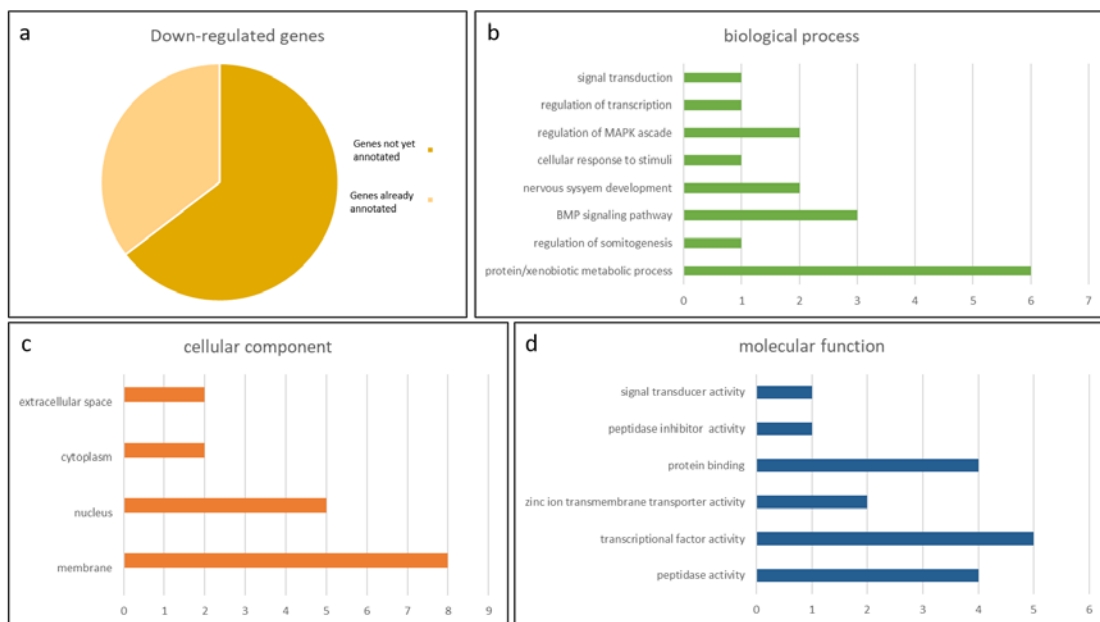 a
Down-regulated genes
Genes not yet
annotated
Genes already
annotated
b
biological process
signal transduction
regulation of transcription
regulation of MAPK ascade
cellular response to stimuli
nervous sysyem development
BMP signaling pathway
regulation of somitogenesis
protein/xenobiotic metabolic process
0 1 2 3 4 5 6 7
c
cellular component
extracellular space
cytoplasm
nucleus
membrane
0 1 2 3 4 5 6 7 8 9
d
molecular function
signal transducer activity
peptidase inhibitor activity
protein binding
zinc ion transmembrane transporter activity
transcriptional factor activity
peptidase activity
0 1 2 3 4 5 6